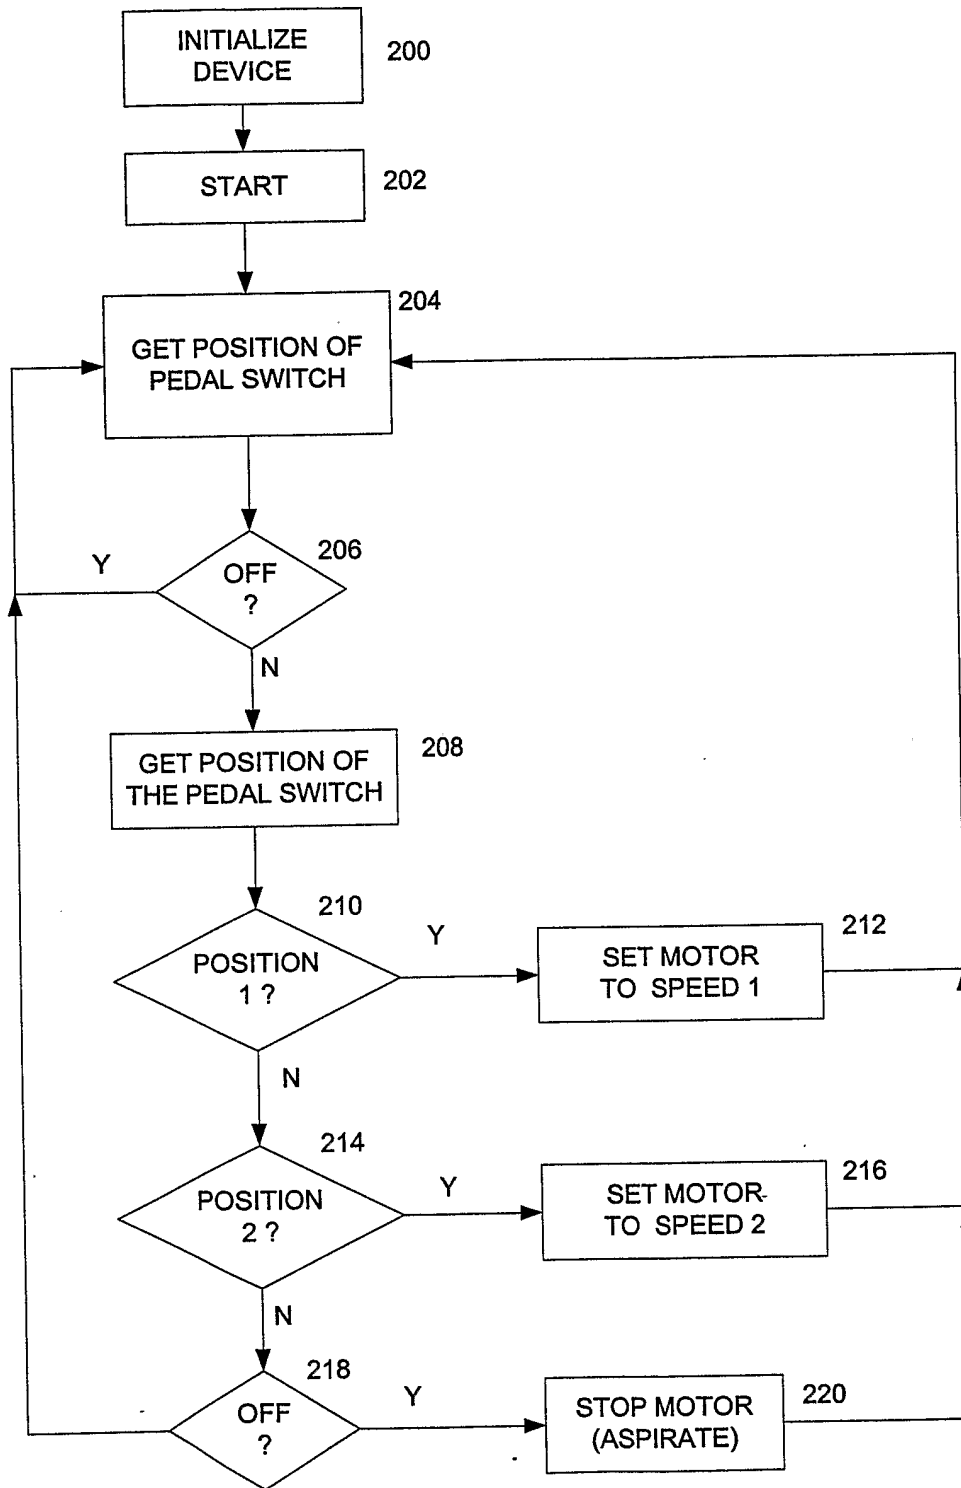 INITIALIZE
DEVICE
200
START
202
204
GET POSITION OF
PEDAL SWITCH
206
Y
OFF
?
N
208
GET POSITION OF
THE PEDAL SWITCH
210
POSITION
1 ?
Y
212
SET MOTOR
TO SPEED 1
N
214
POSITION
2 ?
Y
216
SET MOTOR
TO SPEED 2
N
218
OFF
?
Y
220
STOP MOTOR
(ASPIRATE)